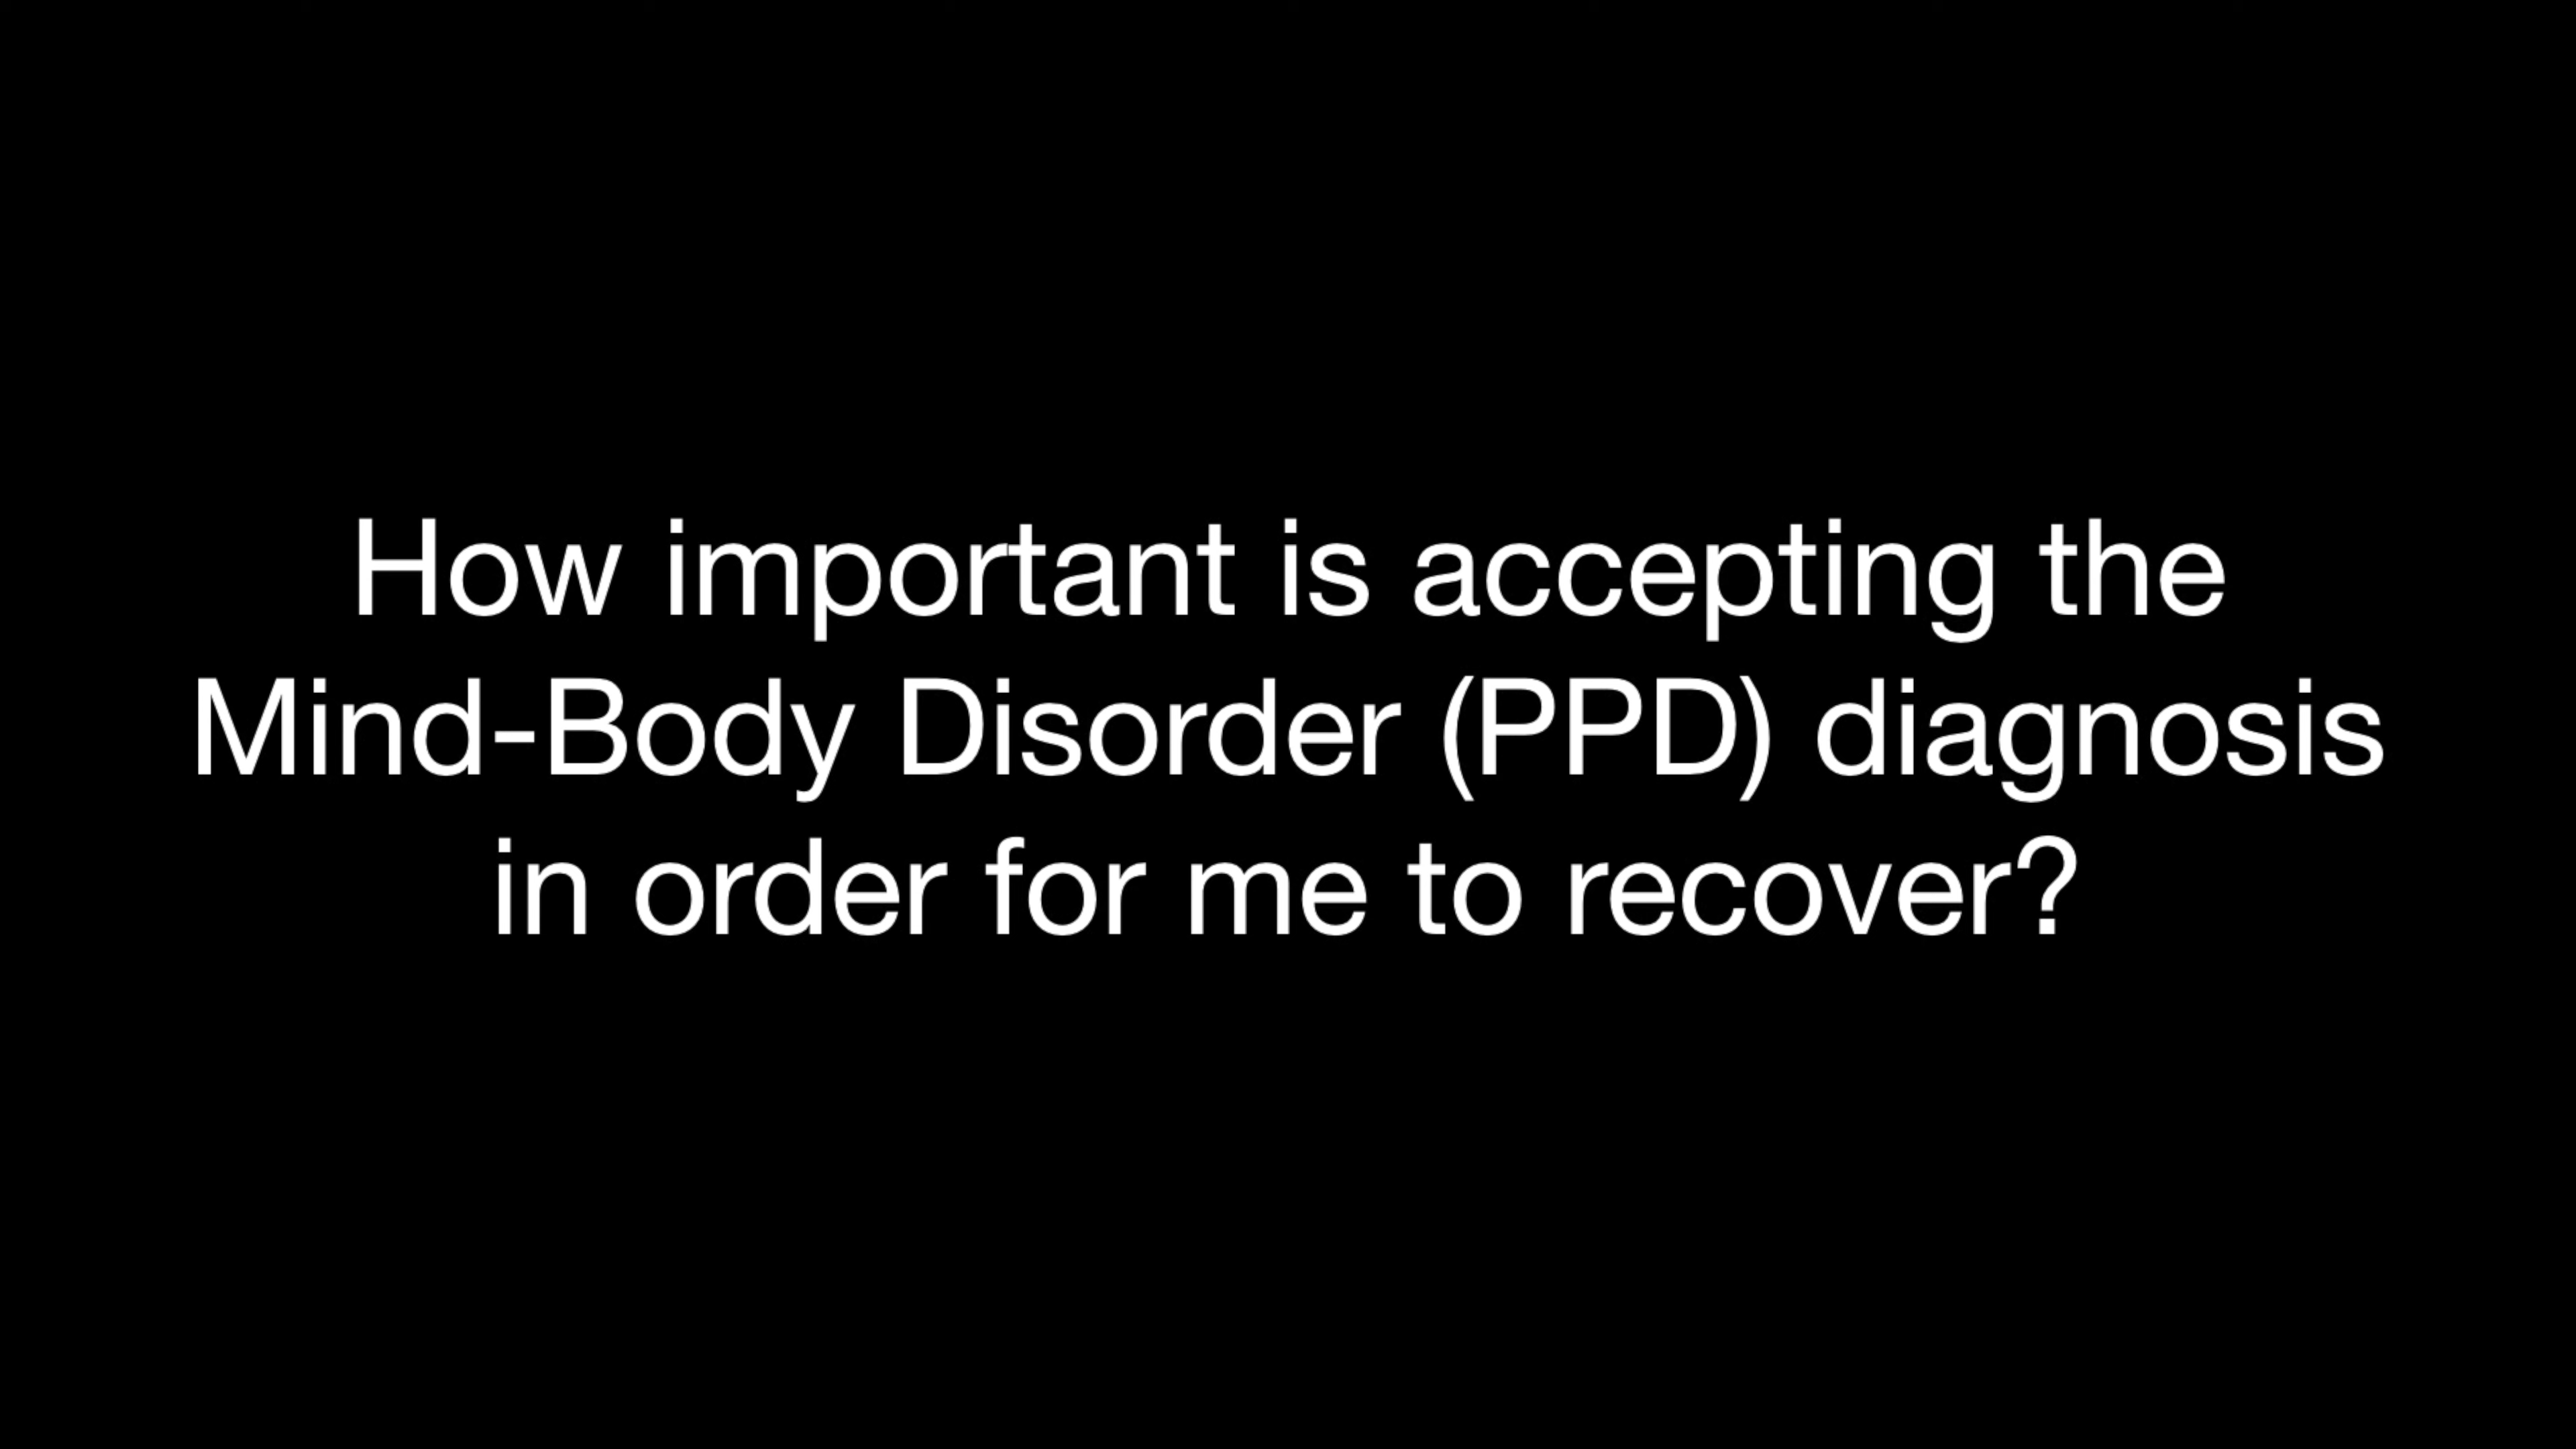 How important is accepting the
Mind-Body Disorder (PPD) diagnosis
in order for me to recover?